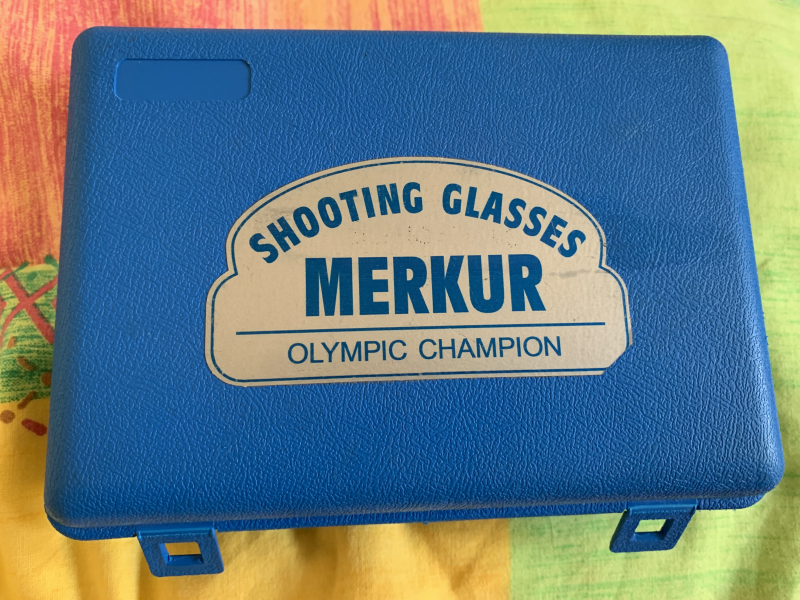 SHOOTING GLASSES
MERKUR
OLYMPIC CHAMPION